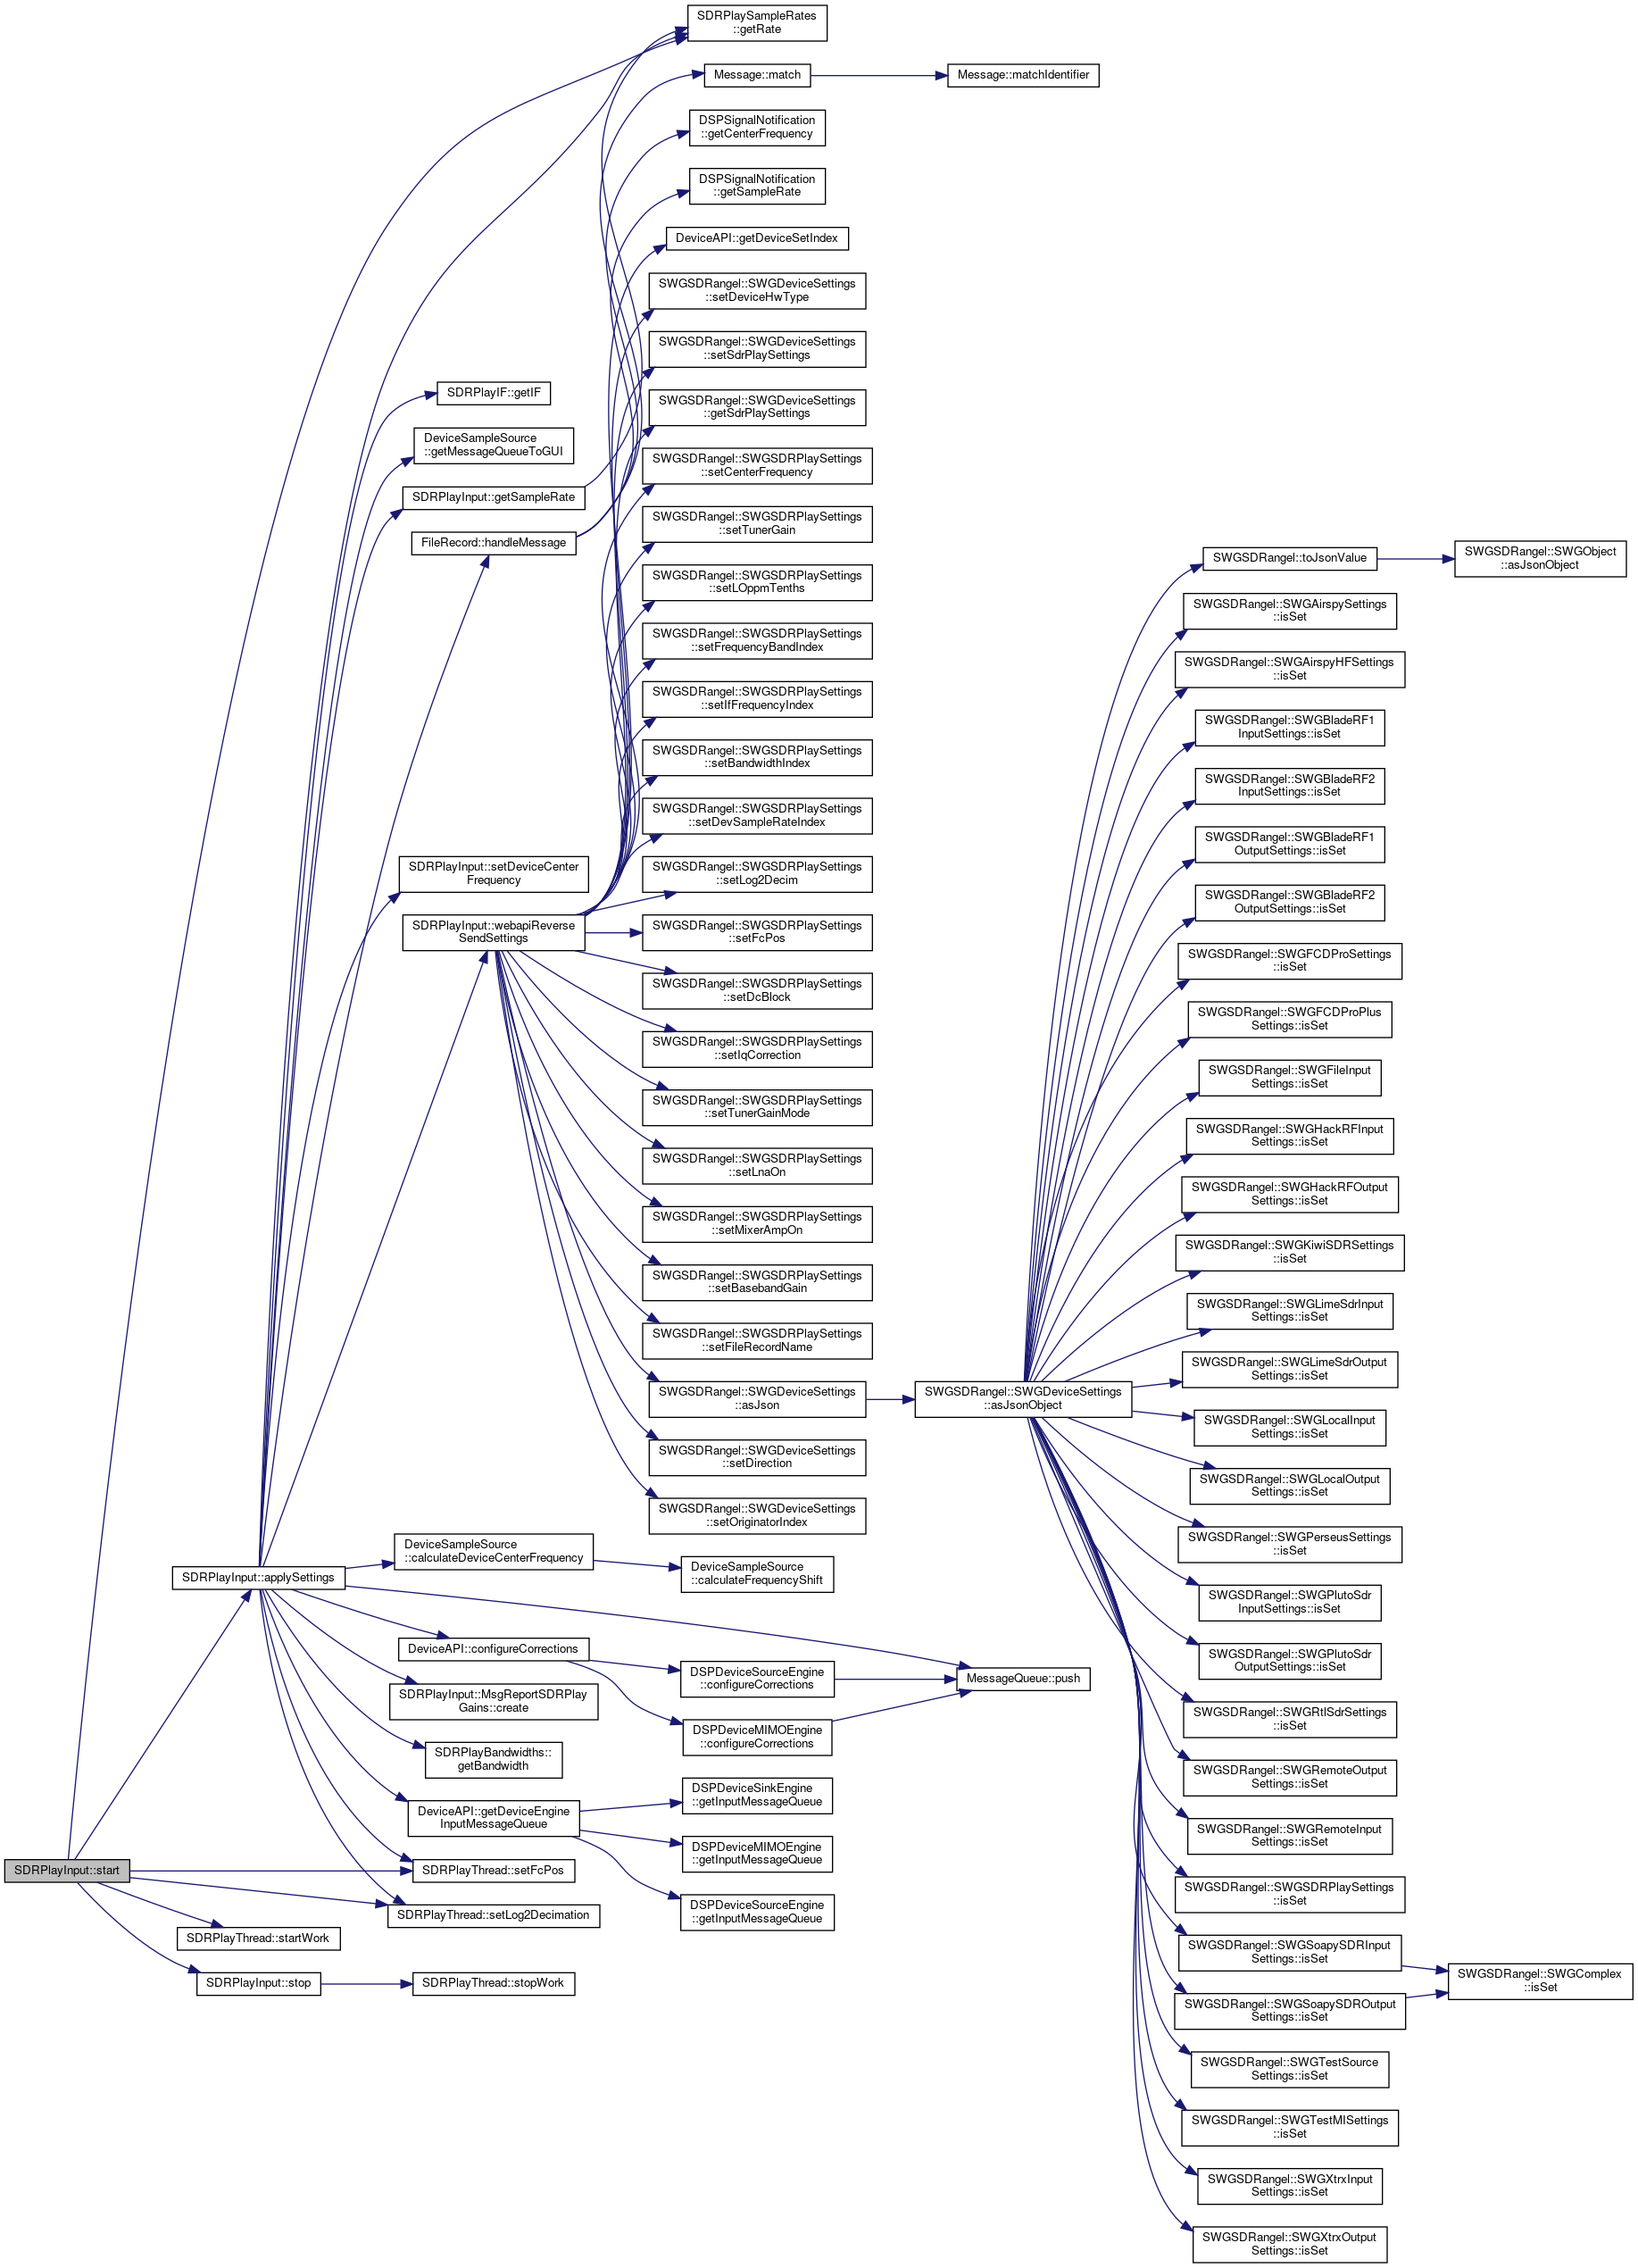 SDRPlaySampleRates
::getRate
Message::match
Message::matchIdentifier
DSPSignalNotification
::getCenterFrequency
DSPSignalNotification
::getSampleRate
DeviceAPI::getDeviceSetIndex
SWGSDRangel::SWGDeviceSettings
::setDeviceHwType
SWGSDRangel::SWGDeviceSettings
::setSdrPlaySettings
SDRPlayIF::getIF
SWGSDRangel::SWGDeviceSettings
::getSdrPlaySettings
DeviceSampleSource
::getMessageQueueToGUI
SWGSDRangel::SWGSDRPlaySettings
::setCenterFrequency
SDRPlayInput::getSampleRate
SWGSDRangel::SWGSDRPlaySettings
::setTunerGain
FileRecord::handleMessage
SWGSDRangel::SWGSDRPlaySettings
::setLOppmTenths
SWGSDRangel::SWGSDRPlaySettings
::setFrequencyBandIndex
SWGSDRangel::SWGSDRPlaySettings
::setIfFrequencyIndex
SWGSDRangel::SWGSDRPlaySettings
::setBandwidthIndex
SWGSDRangel::SWGSDRPlaySettings
::setDevSampleRateIndex
SDRPlayInput::setDeviceCenter
Frequency
SWGSDRangel::SWGSDRPlaySettings
::setLog2Decim
SDRPlayInput::webapiReverse
SendSettings
SWGSDRangel::SWGSDRPlaySettings
::setFcPos
SWGSDRangel::SWGSDRPlaySettings
::setDcBlock
SWGSDRangel::SWGSDRPlaySettings
::setIqCorrection
SWGSDRangel::SWGSDRPlaySettings
::setTunerGainMode
SWGSDRangel::SWGSDRPlaySettings
::setLnaOn
SWGSDRangel::SWGSDRPlaySettings
::setMixerAmpOn
SWGSDRangel::SWGSDRPlaySettings
::setBasebandGain
SWGSDRangel::SWGSDRPlaySettings
::setFileRecordName
SWGSDRangel::SWGDeviceSettings
::asJson
SWGSDRangel::SWGDeviceSettings
::asJsonObject
SWGSDRangel::SWGDeviceSettings
::setDirection
SWGSDRangel::SWGDeviceSettings
::setOriginatorIndex
SWGSDRangel::toJsonValue
SWGSDRangel::SWGObject
::asJsonObject
SWGSDRangel::SWGAirspySettings
::isSet
SWGSDRangel::SWGAirspyHFSettings
::isSet
SWGSDRangel::SWGBladeRF1
InputSettings::isSet
SWGSDRangel::SWGBladeRF2
InputSettings::isSet
SWGSDRangel::SWGBladeRF1
OutputSettings::isSet
SWGSDRangel::SWGBladeRF2
OutputSettings::isSet
SWGSDRangel::SWGFCDProSettings
::isSet
SWGSDRangel::SWGFCDProPlus
Settings::isSet
SWGSDRangel::SWGFileInput
Settings::isSet
SWGSDRangel::SWGHackRFInput
Settings::isSet
SWGSDRangel::SWGHackRFOutput
Settings::isSet
SWGSDRangel::SWGKiwiSDRSettings
::isSet
SWGSDRangel::SWGLimeSdrInput
Settings::isSet
SWGSDRangel::SWGLimeSdrOutput
Settings::isSet
SWGSDRangel::SWGLocalInput
Settings::isSet
SWGSDRangel::SWGLocalOutput
Settings::isSet
SWGSDRangel::SWGPerseusSettings
::isSet
SWGSDRangel::SWGPlutoSdr
InputSettings::isSet
SWGSDRangel::SWGPlutoSdr
OutputSettings::isSet
SWGSDRangel::SWGRtlSdrSettings
::isSet
SWGSDRangel::SWGRemoteOutput
Settings::isSet
SWGSDRangel::SWGRemoteInput
Settings::isSet
SWGSDRangel::SWGSDRPlaySettings
::isSet
SWGSDRangel::SWGSoapySDRInput
Settings::isSet
SWGSDRangel::SWGComplex
::isSet
SWGSDRangel::SWGSoapySDROutput
Settings::isSet
SWGSDRangel::SWGTestSource
Settings::isSet
SWGSDRangel::SWGTestMISettings
::isSet
SWGSDRangel::SWGXtrxInput
Settings::isSet
SWGSDRangel::SWGXtrxOutput
Settings::isSet
SDRPlayInput::applySettings
DeviceSampleSource
::calculateDeviceCenterFrequency
DeviceSampleSource
::calculateFrequencyShift
DeviceAPI::configureCorrections
DSPDeviceSourceEngine
::configureCorrections
MessageQueue::push
SDRPlayInput::MsgReportSDRPlay
Gains::create
DSPDeviceMIMOEngine
::configureCorrections
SDRPlayBandwidths::
getBandwidth
DeviceAPI::getDeviceEngine
InputMessageQueue
DSPDeviceSinkEngine
::getInputMessageQueue
DSPDeviceMIMOEngine
::getInputMessageQueue
DSPDeviceSourceEngine
::getInputMessageQueue
SDRPlayInput::start
SDRPlayThread::setFcPos
SDRPlayThread::setLog2Decimation
SDRPlayThread::startWork
SDRPlayInput::stop
SDRPlayThread::stopWork